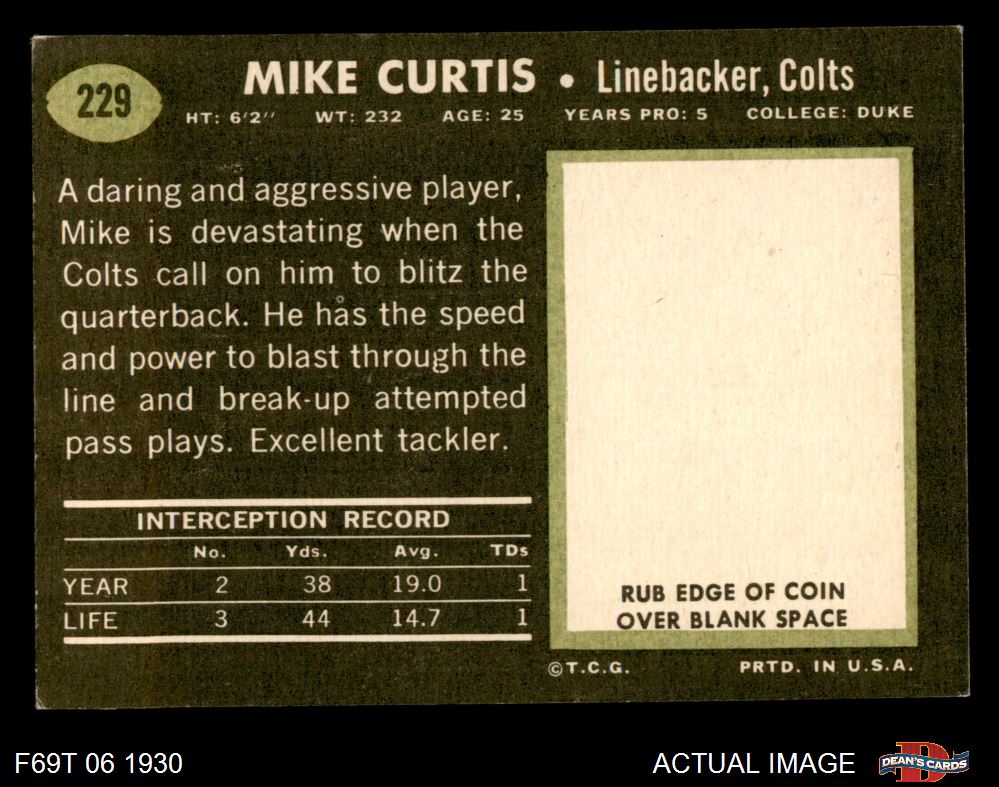 229
MIKE CURTIS • Linebacker, Colts
HT: 6'2" WT: 232 AGE: 25 YEARS PRO: 5 COLLEGE: DUKE
A daring and aggressive player,
Mike is devastating when the
Colts call on him to blitz the
quarterback. He has the speed
and power to blast through the
line and break-up attempted
pass plays. Excellent tackler.
INTERCEPTION RECORD
No. Yds. Avg. TDs
YEAR 2 38 19.0 1
LIFE 3 44 14.7 1
RUB EDGE OF COIN
OVER BLANK SPACE
©T.C.G. PRTD. IN U.S.A.
F69T 06 1930
ACTUAL IMAGE
DEAN'S CARDS